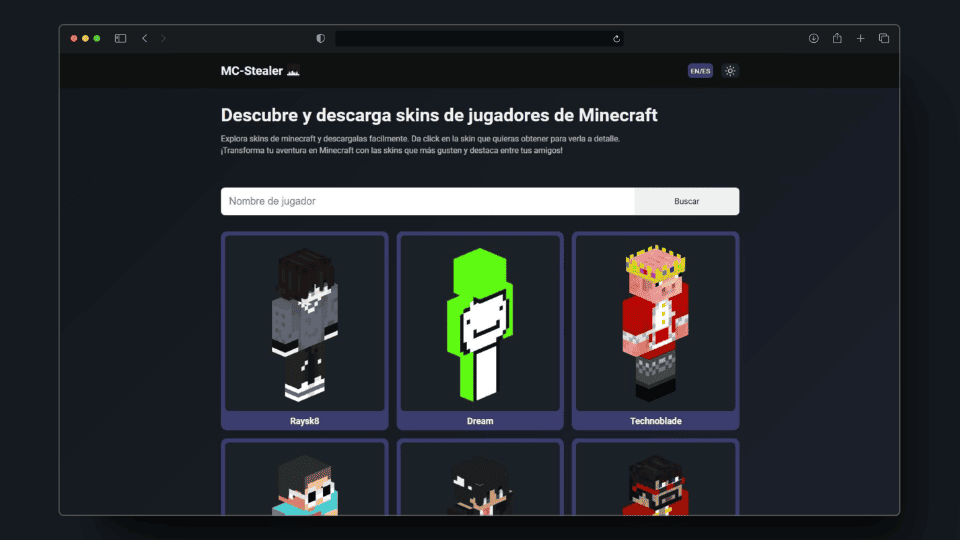 MC-Stealer
EN/ES
Descubre y descarga skins de jugadores de Minecraft
Explora skins de minecraft y descargalas facilmente. Da click en la skin que quieras obtener para verla a detalle.
¡Transforma tu aventura en Minecraft con las skins que más gusten y destaca entre tus amigos!
Nombre de jugador
Buscar
Raysk8
Dream
Technoblade